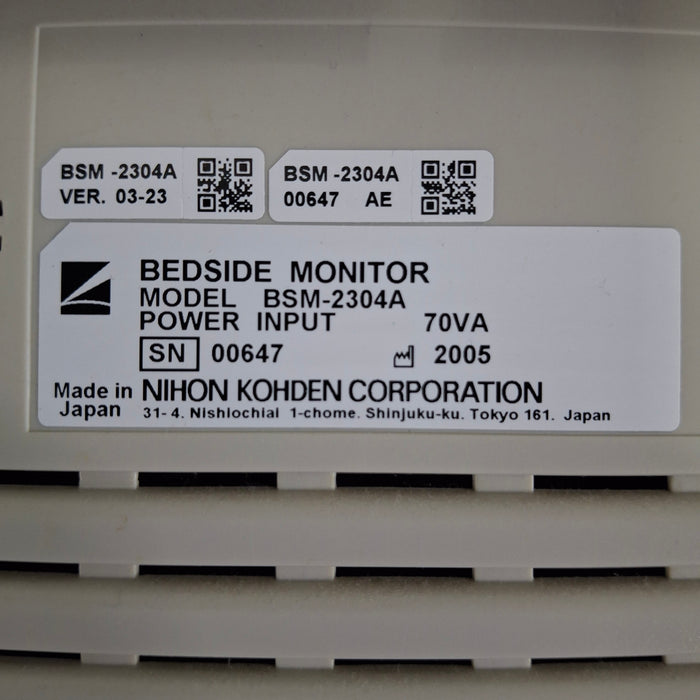 BSM -2304A
VER. 03-23
BSM -2304A
00647 AE
BEDSIDE MONITOR
MODEL BSM-2304A
POWER INPUT 70VA
SN 00647 2005
Made in Japan NIHON KOHDEN CORPORATION
31- 4. Nishlochial 1-chome. Shinjuku-ku. Tokyo 161. Japan